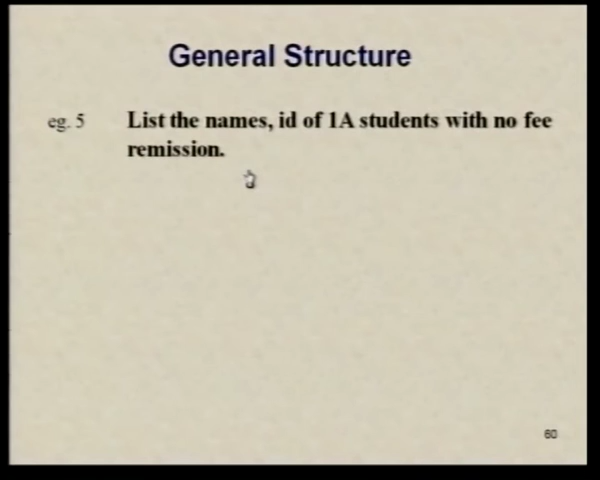 General Structure
eg. 5 List the names, id of 1A students with no fee
remission.
60